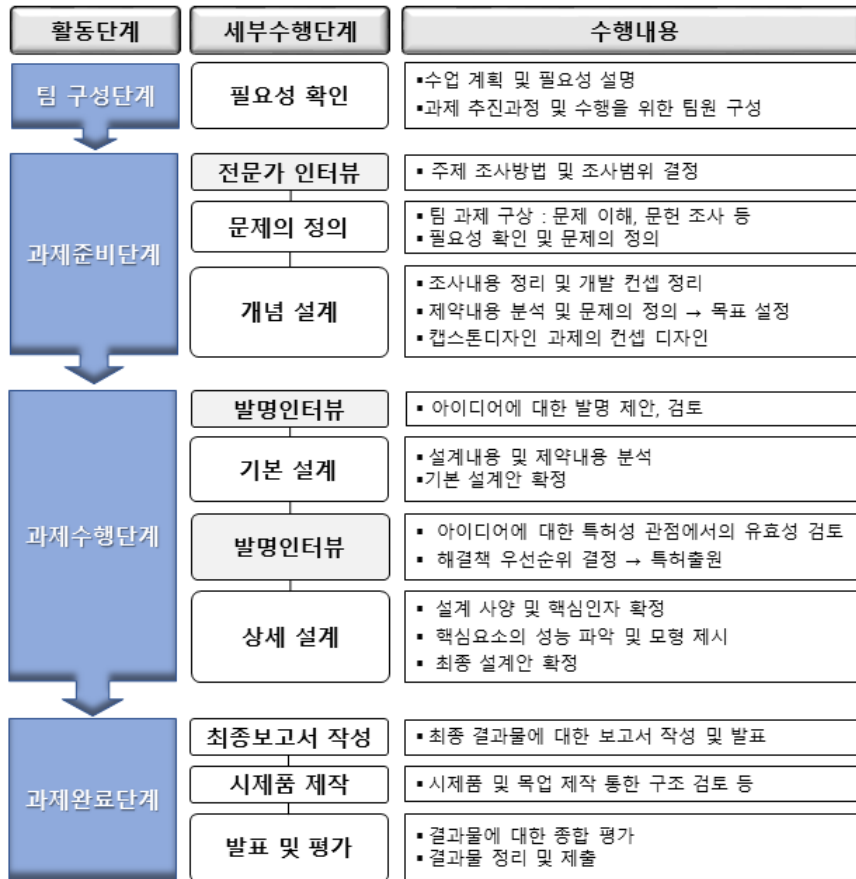 활동단계
세부수행단계
수행내용
팀 구성단계
필요성 확인
▪수업 계획 및 필요성 설명
▪과제 추진과정 및 수행을 위한 팀원 구성
과제준비단계
전문가 인터뷰
▪ 주제 조사방법 및 조사범위 결정
문제의 정의
▪ 팀 과제 구상 : 문제 이해, 문헌 조사 등
▪ 필요성 확인 및 문제의 정의
개념 설계
▪ 조사내용 정리 및 개발 컨셉 정리
▪ 제약내용 분석 및 문제의 정의 → 목표 설정
▪ 캡스톤디자인 과제의 컨셉 디자인
과제수행단계
발명인터뷰
▪ 아이디어에 대한 발명 제안, 검토
기본 설계
▪ 설계내용 및 제약내용 분석
▪기본 설계안 확정
발명인터뷰
▪ 아이디어에 대한 특허성 관점에서의 유효성 검토
▪ 해결책 우선순위 결정 → 특허출원
상세 설계
▪ 설계 사양 및 핵심인자 확정
▪ 핵심요소의 성능 파악 및 모형 제시
▪ 최종 설계안 확정
과제완료단계
최종보고서 작성
▪ 최종 결과물에 대한 보고서 작성 및 발표
시제품 제작
▪ 시제품 및 목업 제작 통한 구조 검토 등
발표 및 평가
▪ 결과물에 대한 종합 평가
▪ 결과물 정리 및 제출